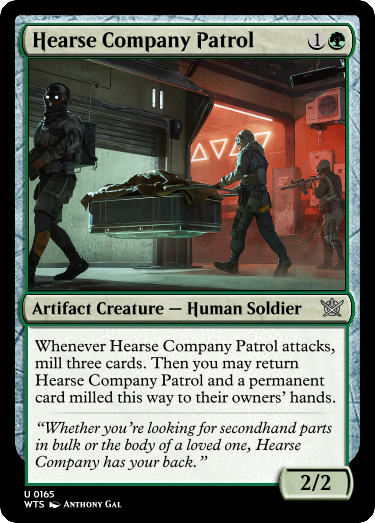 Hearse Company Patrol 1
Artifact Creature — Human Soldier
Whenever Hearse Company Patrol attacks,
mill three cards. Then you may return
Hearse Company Patrol and a permanent
card milled this way to their owners' hands.
“Whether you're looking for secondhand parts
in bulk or the body of a loved one, Hearse
Company has your back.”
2/2
U 0165
WTS Anthony Gal